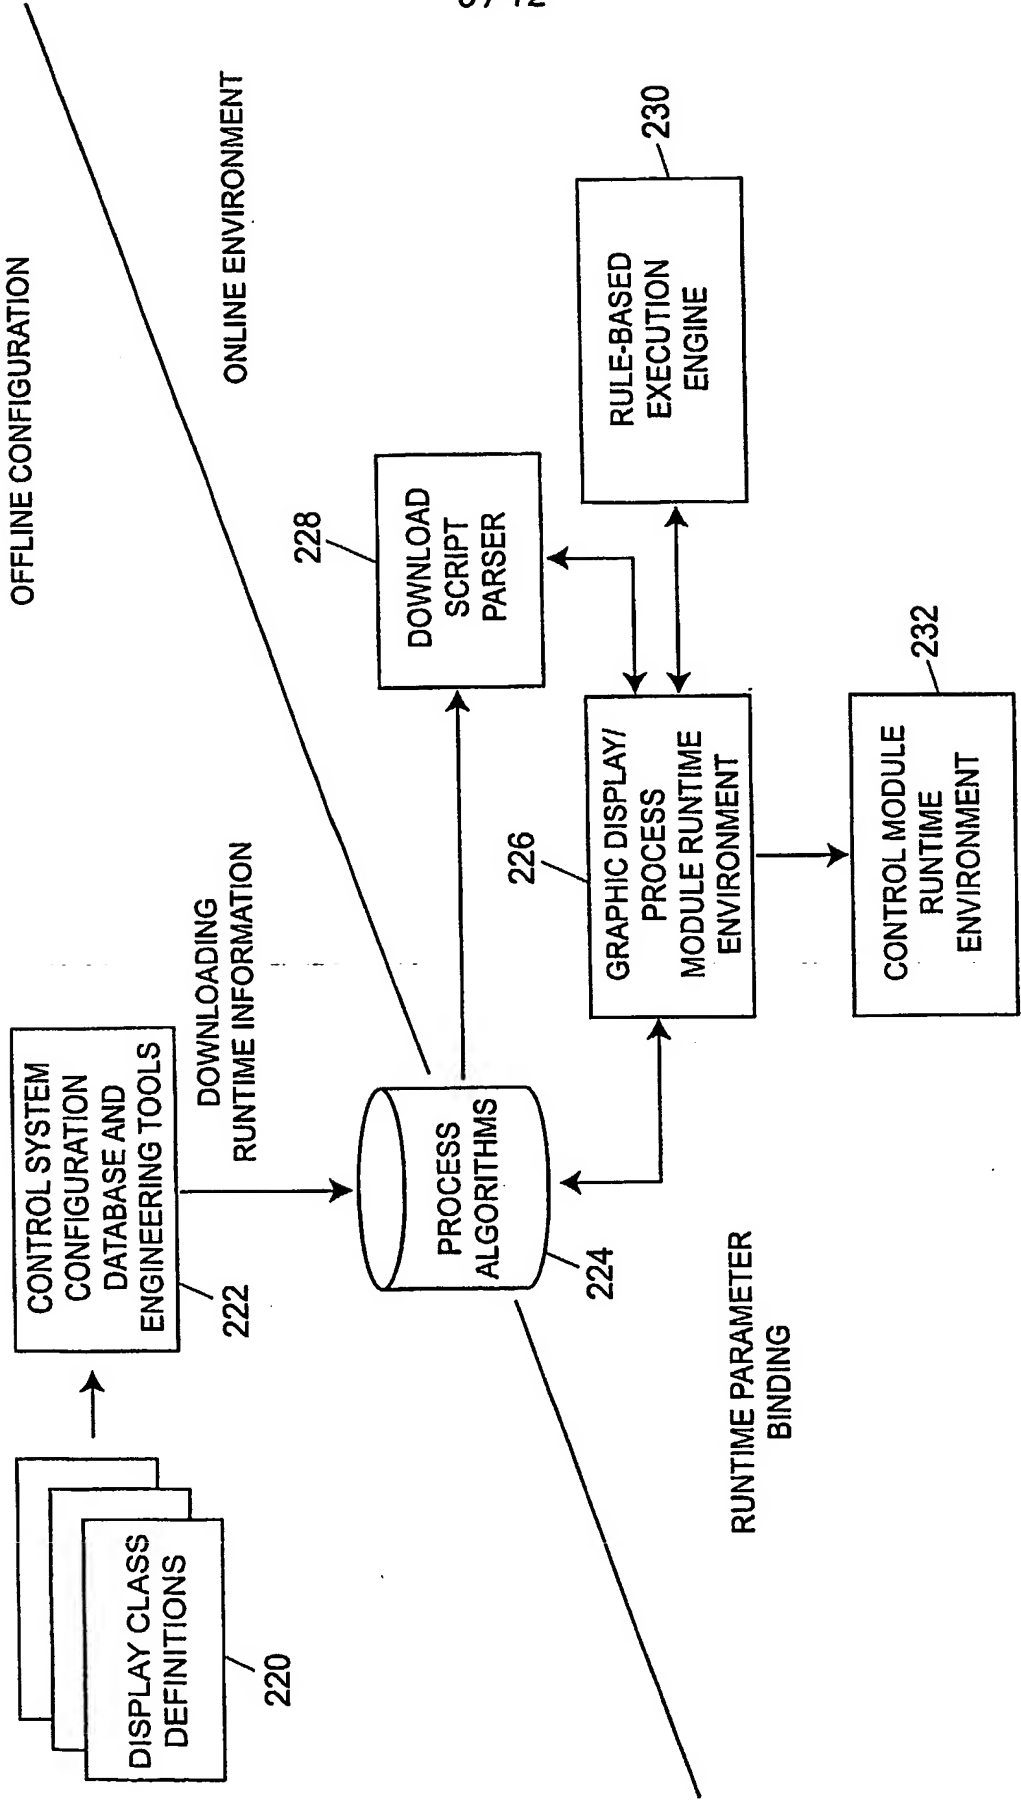 OFFLINE CONFIGURATION
ONLINE ENVIRONMENT
DISPLAY CLASS
DEFINITIONS
220
CONTROL SYSTEM
CONFIGURATION
DATABASE AND
ENGINEERING TOOLS
222
DOWNLOADING
RUNTIME INFORMATION
PROCESS
ALGORITHMS
224
DOWNLOAD
SCRIPT
PARSER
228
RULE-BASED
EXECUTION
ENGINE
230
GRAPHIC DISPLAY/
PROCESS
MODULE RUNTIME
ENVIRONMENT
226
CONTROL MODULE
RUNTIME
ENVIRONMENT
232
RUNTIME PARAMETER
BINDING